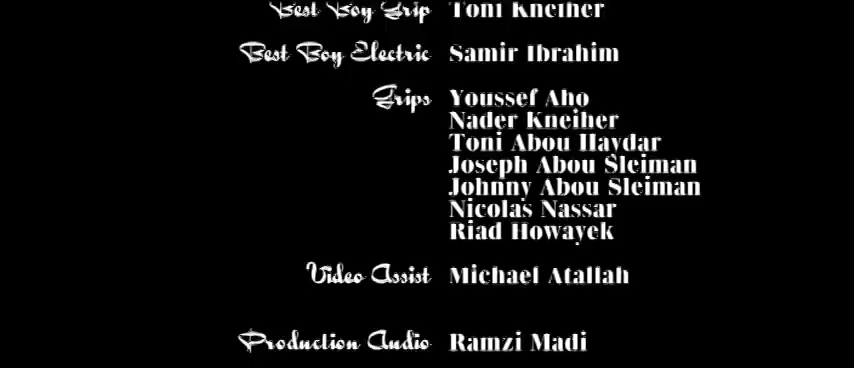 Best Boy Grip Toni Kneiher
Best Boy Electric Samir Ibrahim
Grips Youssef Aho
Nader Kneiher
Toni Abou Haydar
Joseph Abou Sleiman
Johnny Abou Sleiman
Nicolas Nassar
Riad Howayek
Video Assist Michael Atallah
Production Audio Ramzi Madi